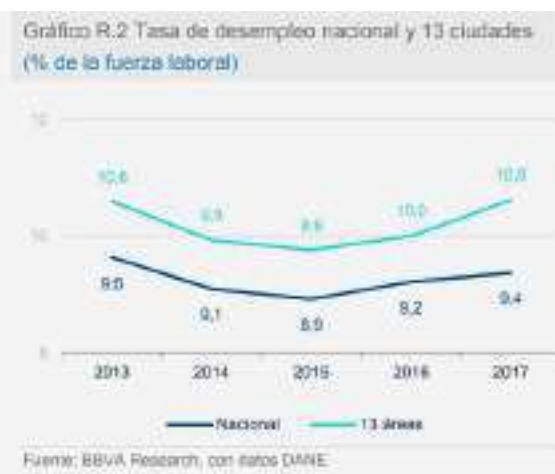 Gráfico R.2 Tasa de desempleo nacional y 13 ciudades
(% de la fuerza laboral)
10,6
9,9
10,0
10
9,1
8,9
9,2
9,4
2013
2014
2015
2016
2017
Nacional
13 áreas
Fuente: BBVA Research, con datos DANE